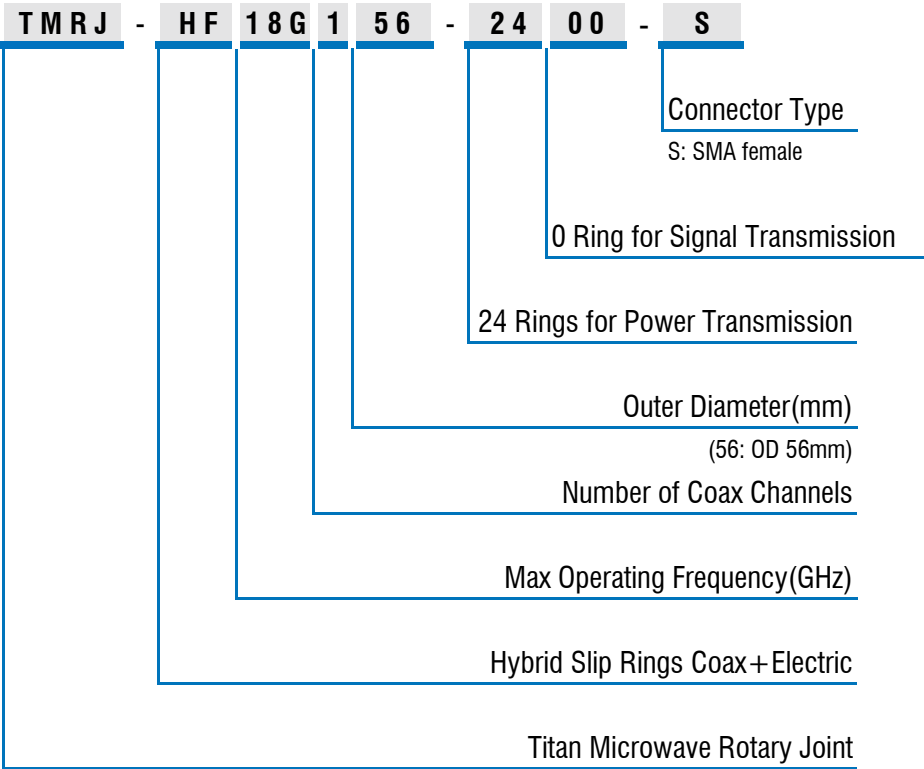 TMRJ - HF 18G 1 56 - 24 00 - S
Connector Type
S: SMA female
0 Ring for Signal Transmission
24 Rings for Power Transmission
Outer Diameter(mm)
(56: OD 56mm)
Number of Coax Channels
Max Operating Frequency(GHz)
Hybrid Slip Rings Coax+Electric
Titan Microwave Rotary Joint